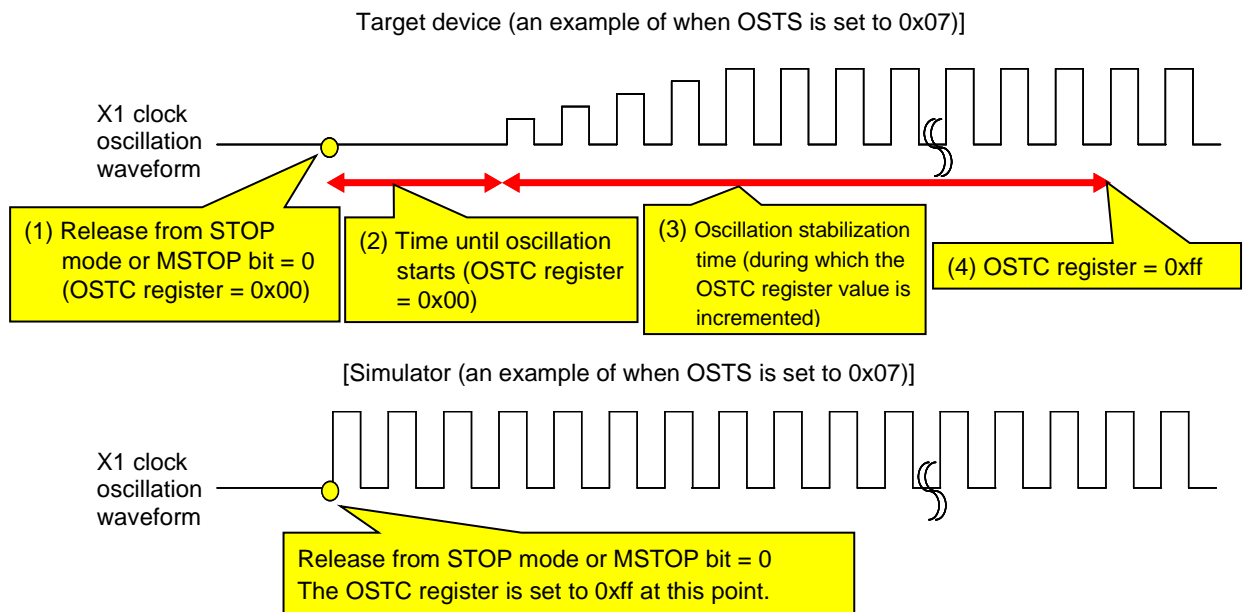 Target device (an example of when OSTS is set to 0x07)]
X1 clock
oscillation
waveform
(1) Release from STOP
mode or MSTOP bit = 0
(OSTC register = 0x00)
(2) Time until oscillation
starts (OSTC register
= 0x00)
(3) Oscillation stabilization
time (during which the
OSTC register value is
incremented)
(4) OSTC register = 0xff
[Simulator (an example of when OSTS is set to 0x07)]
X1 clock
oscillation
waveform
Release from STOP mode or MSTOP bit = 0
The OSTC register is set to 0xff at this point.